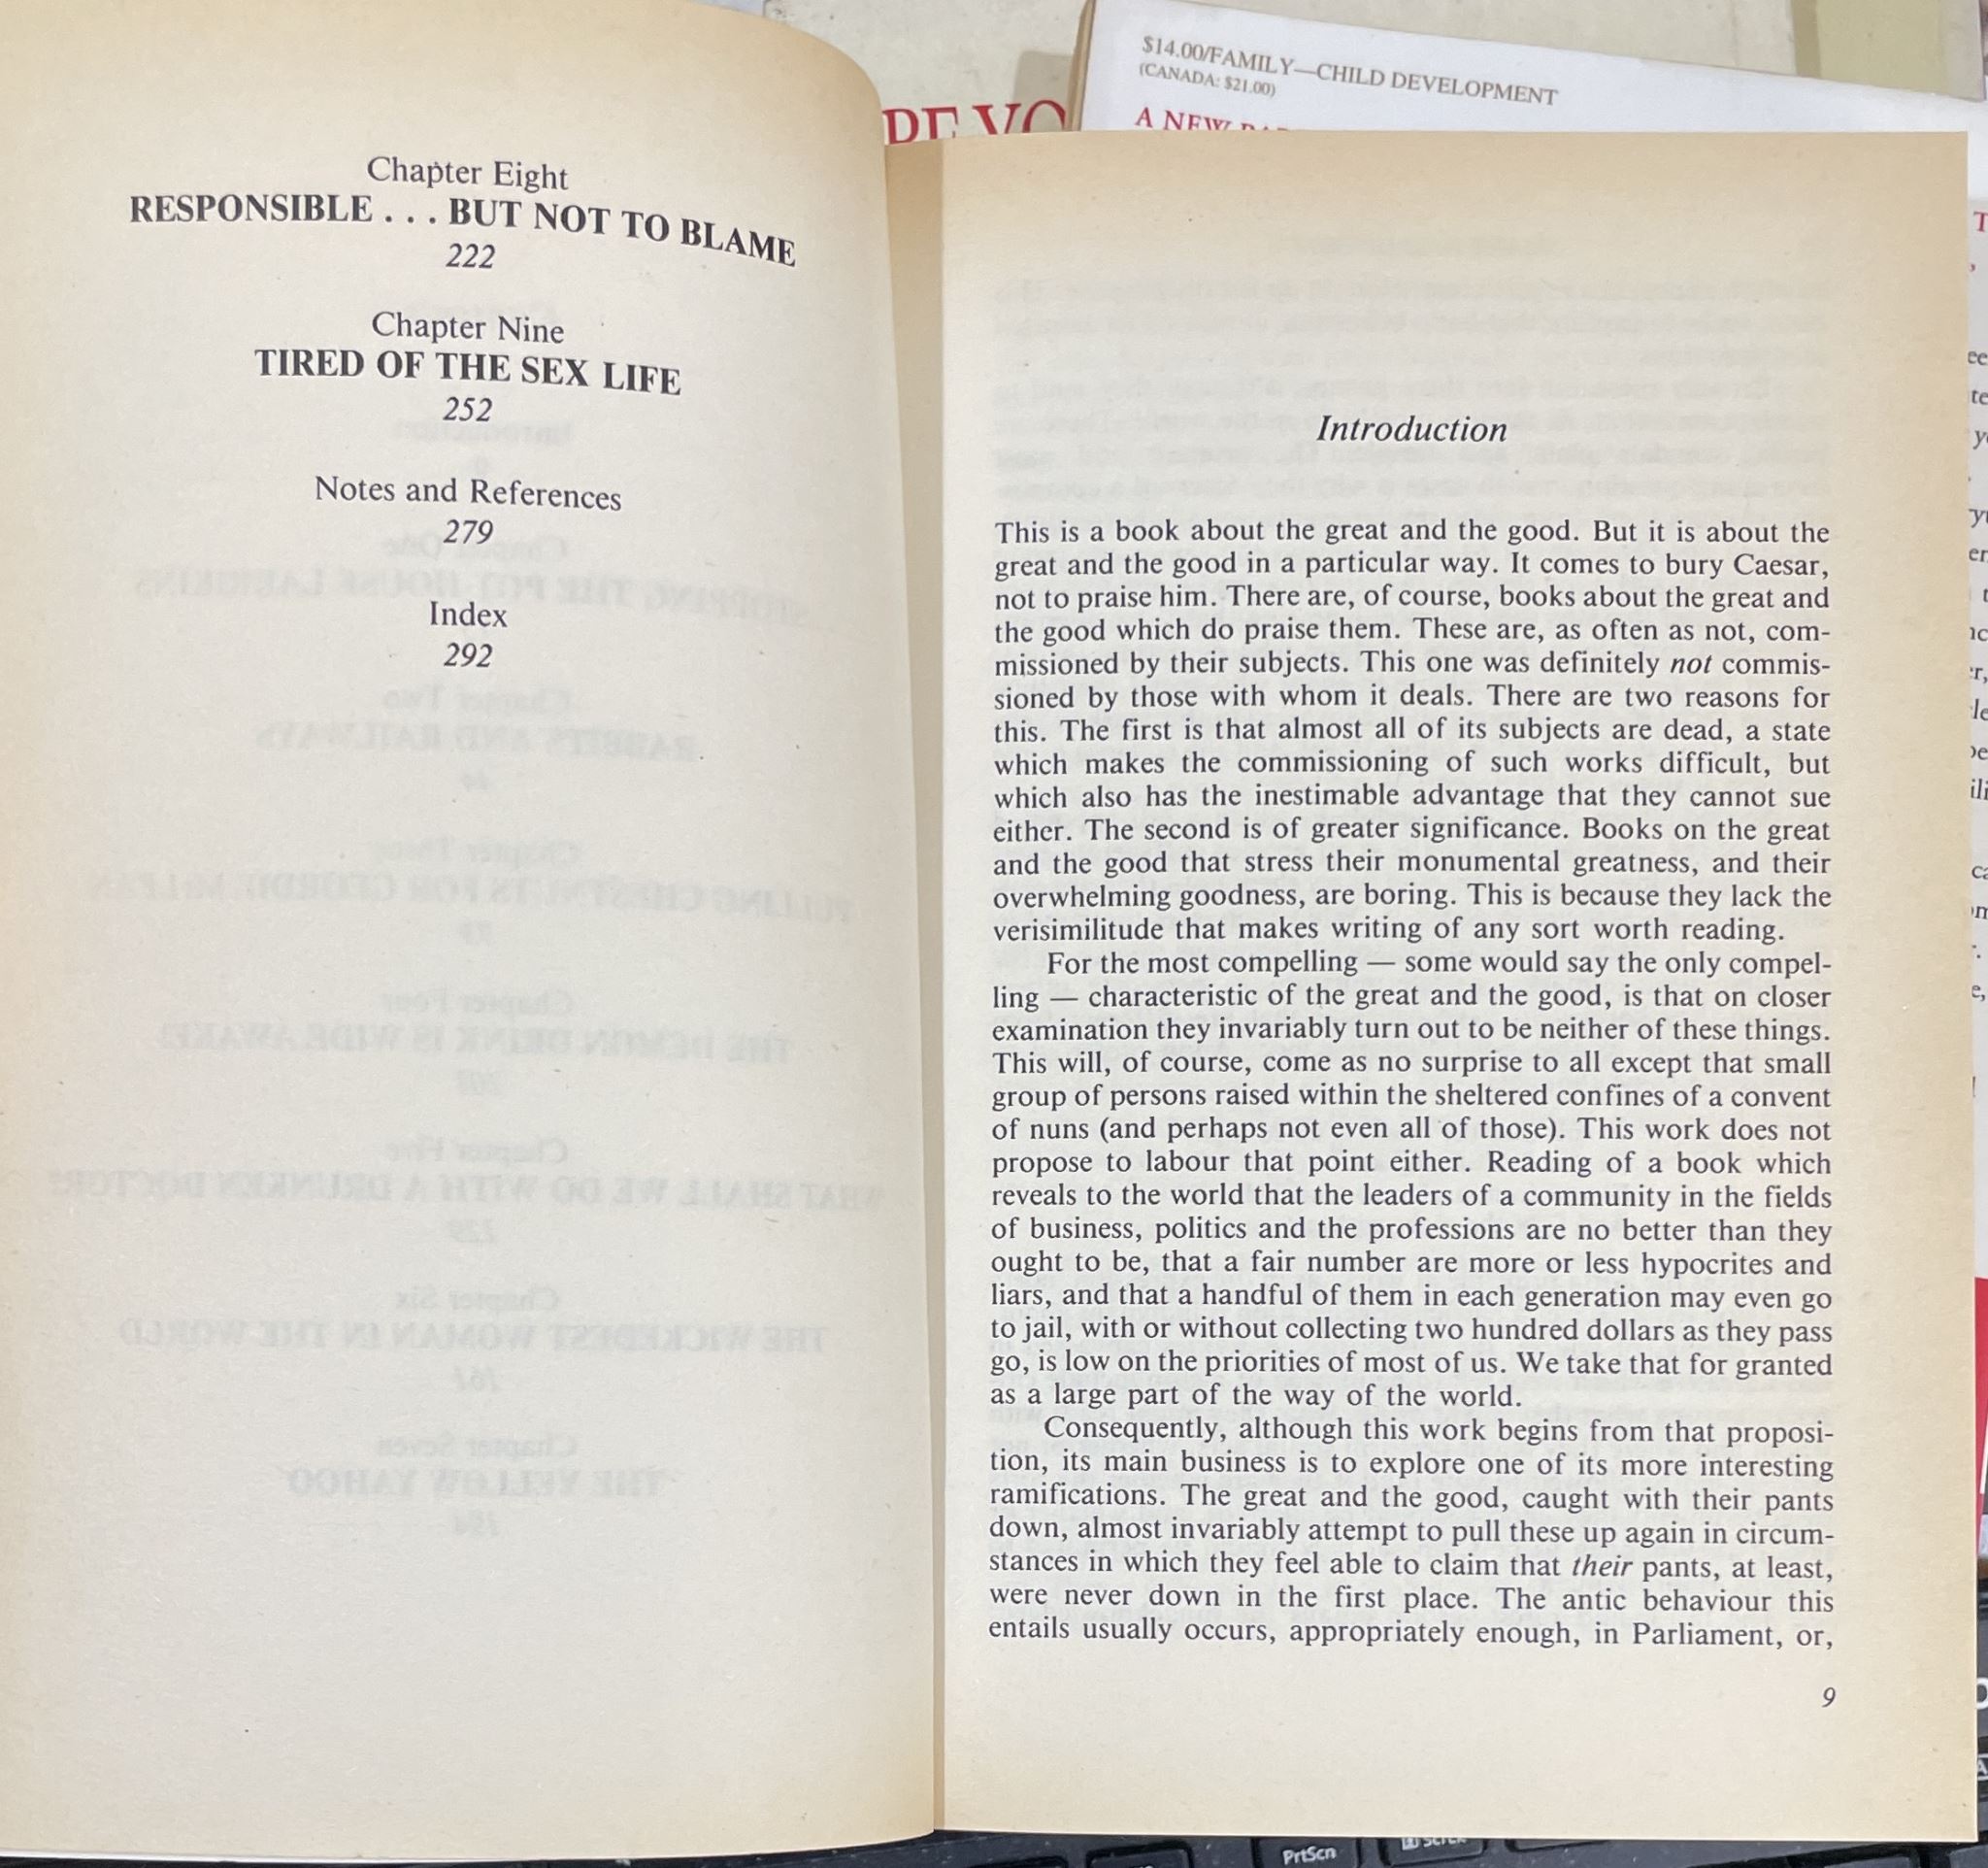 $14.00/FAMILY—CHILD DEVELOPMENT
(CANADA: $21.00)
A NEW
Chapter Eight
RESPONSIBLE . . . BUT NOT TO BLAME
222
Chapter Nine
TIRED OF THE SEX LIFE
252
Notes and References
279
Index
292
Introduction
This is a book about the great and the good. But it is about the
great and the good in a particular way. It comes to bury Caesar,
not to praise him. There are, of course, books about the great and
the good which do praise them. These are, as often as not, com-
missioned by their subjects. This one was definitely not commis-
sioned by those with whom it deals. There are two reasons for
this. The first is that almost all of its subjects are dead, a state
which makes the commissioning of such works difficult, but
which also has the inestimable advantage that they cannot sue
either. The second is of greater significance. Books on the great
and the good that stress their monumental greatness, and their
overwhelming goodness, are boring. This is because they lack the
verisimilitude that makes writing of any sort worth reading.
For the most compelling — some would say the only compel-
ling — characteristic of the great and the good, is that on closer
examination they invariably turn out to be neither of these things.
This will, of course, come as no surprise to all except that small
group of persons raised within the sheltered confines of a convent
of nuns (and perhaps not even all of those). This work does not
propose to labour that point either. Reading of a book which
reveals to the world that the leaders of a community in the fields
of business, politics and the professions are no better than they
ought to be, that a fair number are more or less hypocrites and
liars, and that a handful of them in each generation may even go
to jail, with or without collecting two hundred dollars as they pass
go, is low on the priorities of most of us. We take that for granted
as a large part of the way of the world.
Consequently, although this work begins from that proposi-
tion, its main business is to explore one of its more interesting
ramifications. The great and the good, caught with their pants
down, almost invariably attempt to pull these up again in circum-
stances in which they feel able to claim that their pants, at least,
were never down in the first place. The antic behaviour this
entails usually occurs, appropriately enough, in Parliament, or,
9
PrtScn